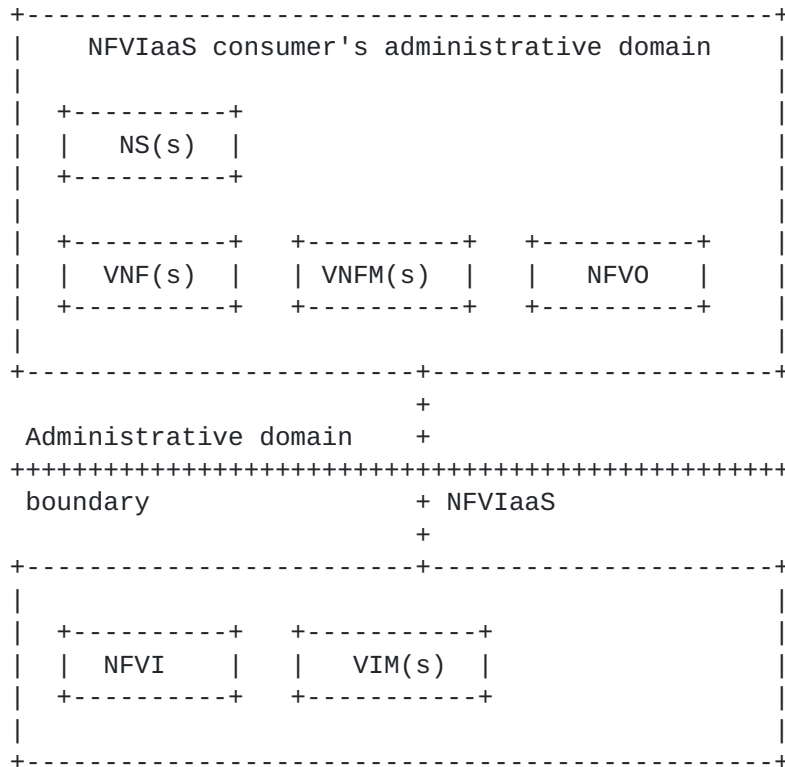 NFVIaaS consumer's administrative domain
NS(s)
VNF(s) VNFM(s) NFVO
Administrative domain
boundary NFVIaaS
NFVI VIM(s)